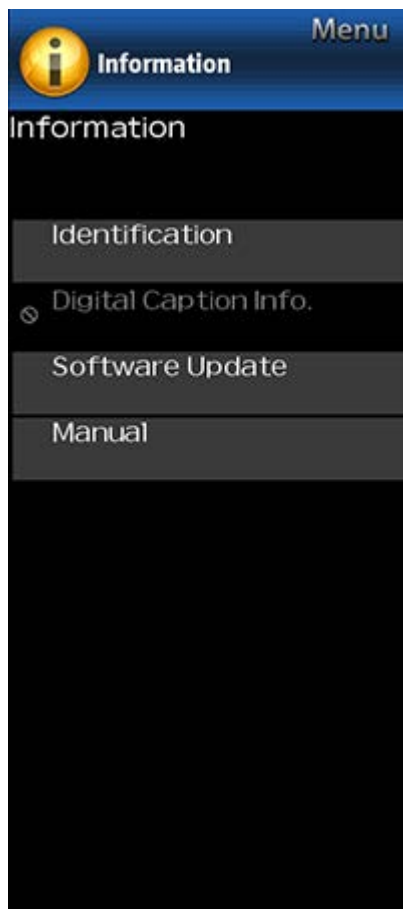 Menu
Information
Information
Identification
Digital Caption Info.
Software Update
Manual